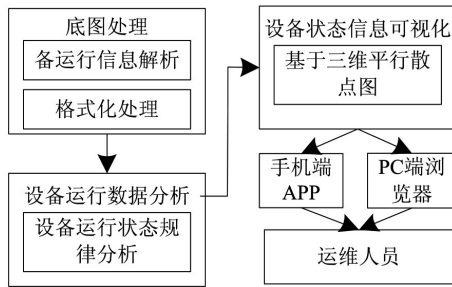 底图处理
备运行信息解析
格式化处理
设备运行数据分析
设备运行状态规
律分析
设备状态信息可视化
基于三维平行散
点图
手机端
APP
PC端浏
览器
运维人员